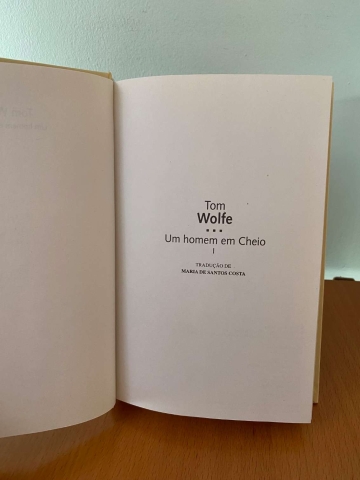 Tom
Wolfe
•••
Um homem em Cheio
I
TRADUÇÃO DE
MARIA DE SANTOS COSTA